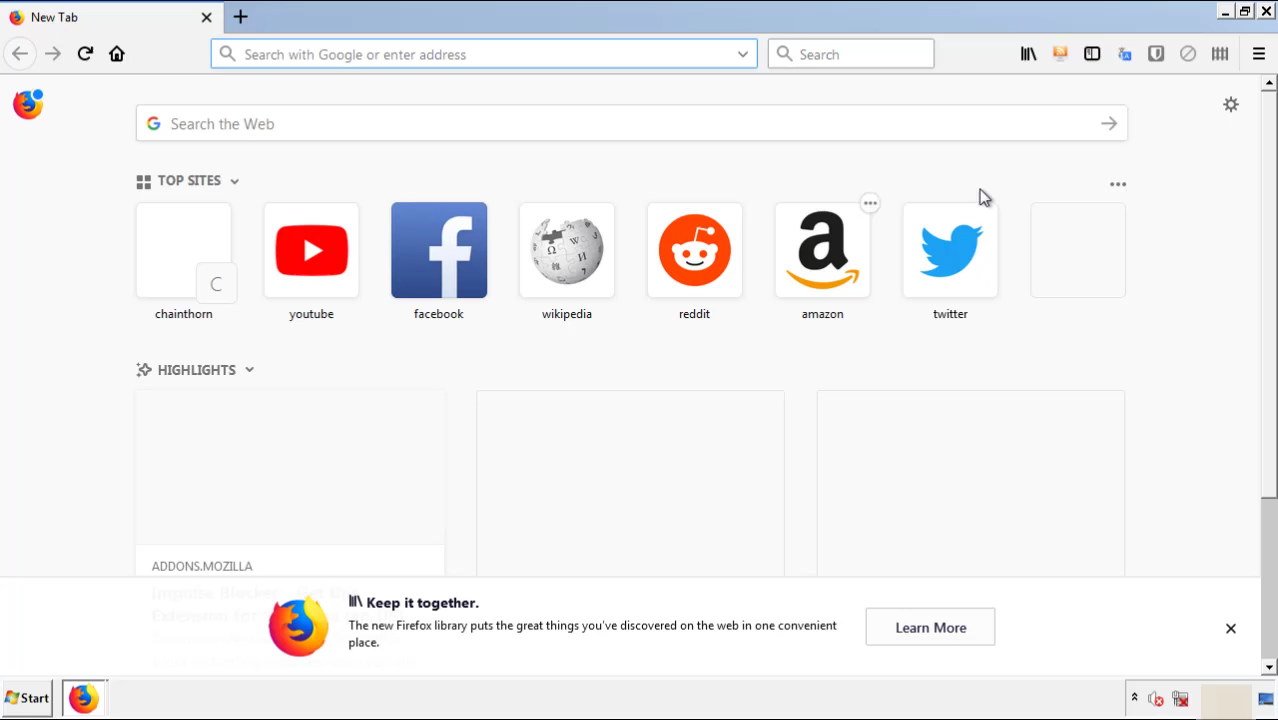 New Tab
Search with Google or enter address
Search
Search the Web
TOP SITES
C
chainthorn
youtube
facebook
wikipedia
reddit
amazon
twitter
HIGHLIGHTS
ADDONS.MOZILLA
Keep it together.
The new Firefox library puts the great things you've discovered on the web in one convenient
place.
Learn More
Start